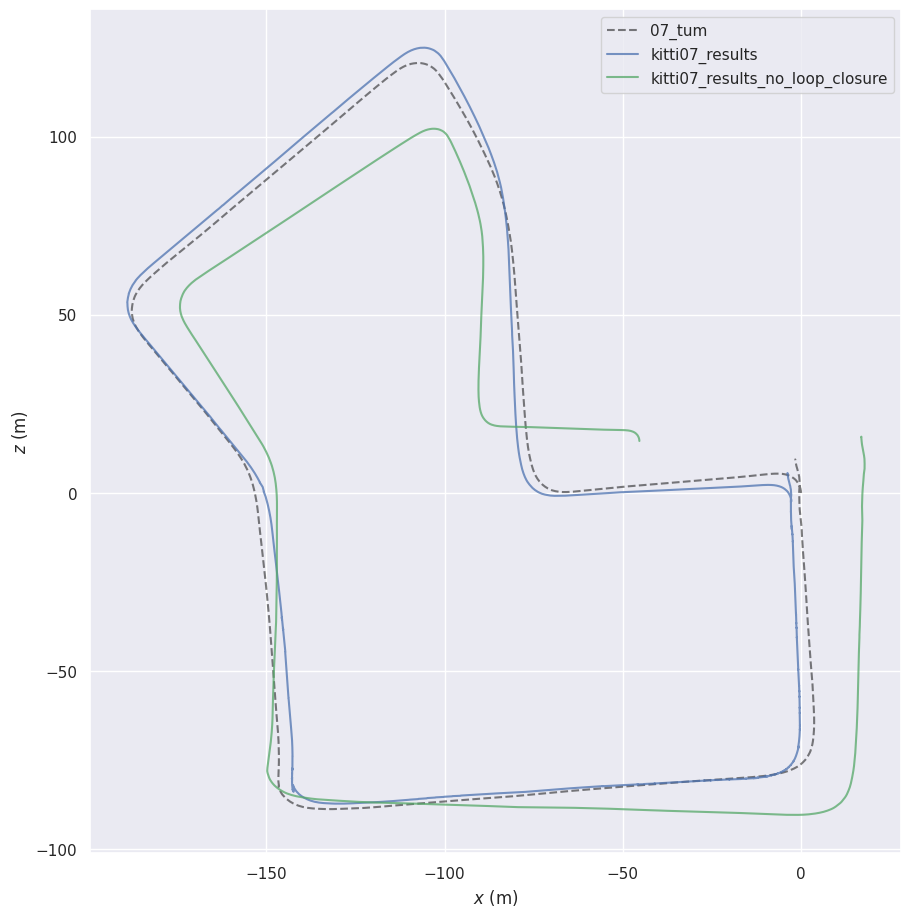 07_tum
kitti07_results
kitti07_results_no_loop_closure
100
50
0
−50
−100
z (m)
−150
−100
−50
0
x (m)